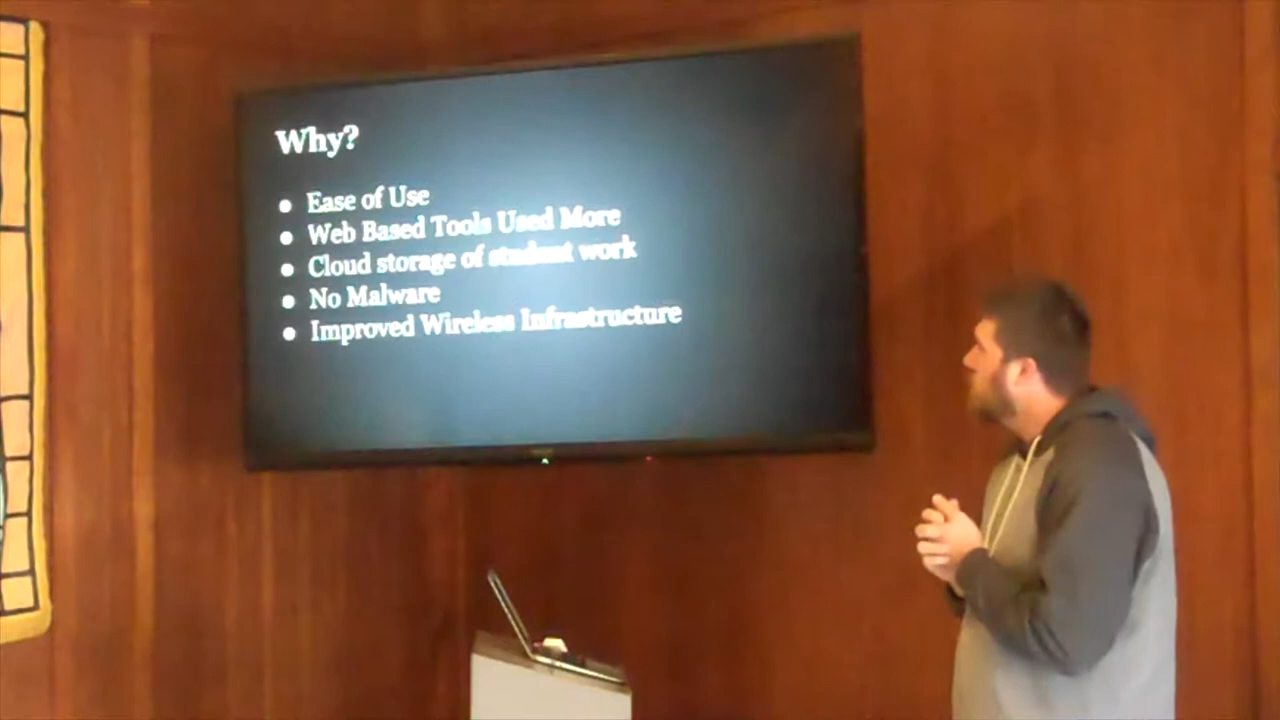 Why?
● Ease of Use
● Web Based Tools Used More
● Cloud storage of student work
● No Malware
● Improved Wireless Infrastructure